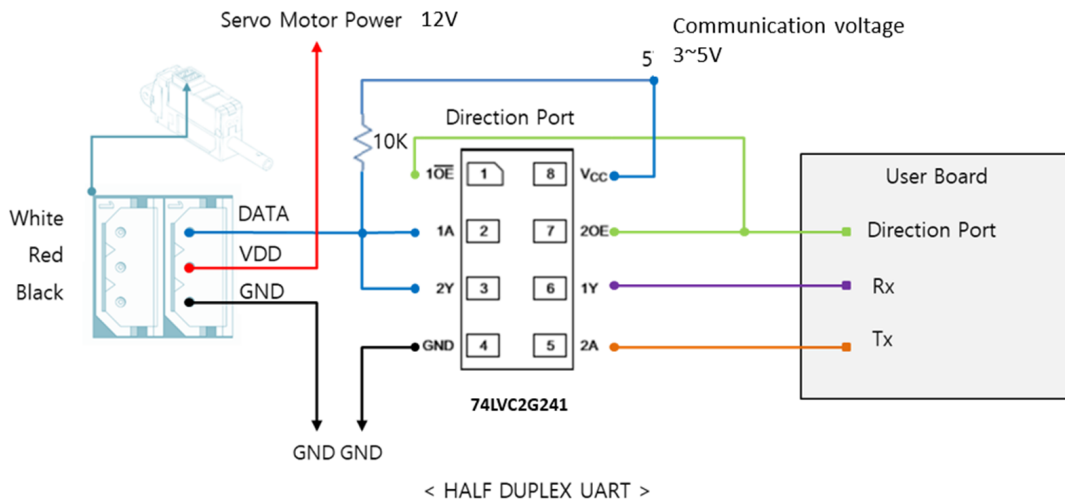 Servo Motor Power 12V
Communication voltage
5 3~5V
10K
Direction Port
1OE 1 8 VCC
User Board
White
DATA
1A 2 7 2OE
Direction Port
Red
VDD
Black
GND
2Y 3 6 1Y
Rx
GND 4 5 2A
Tx
74LVC2G241
GND GND
< HALF DUPLEX UART >